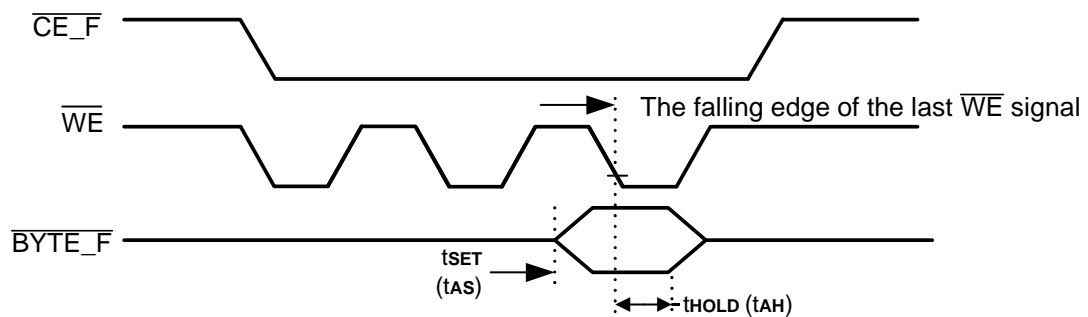 CE_F
The falling edge of the last WE signal
WE
BYTE_F
tSET
(tAS)
tHOLD (tAH)